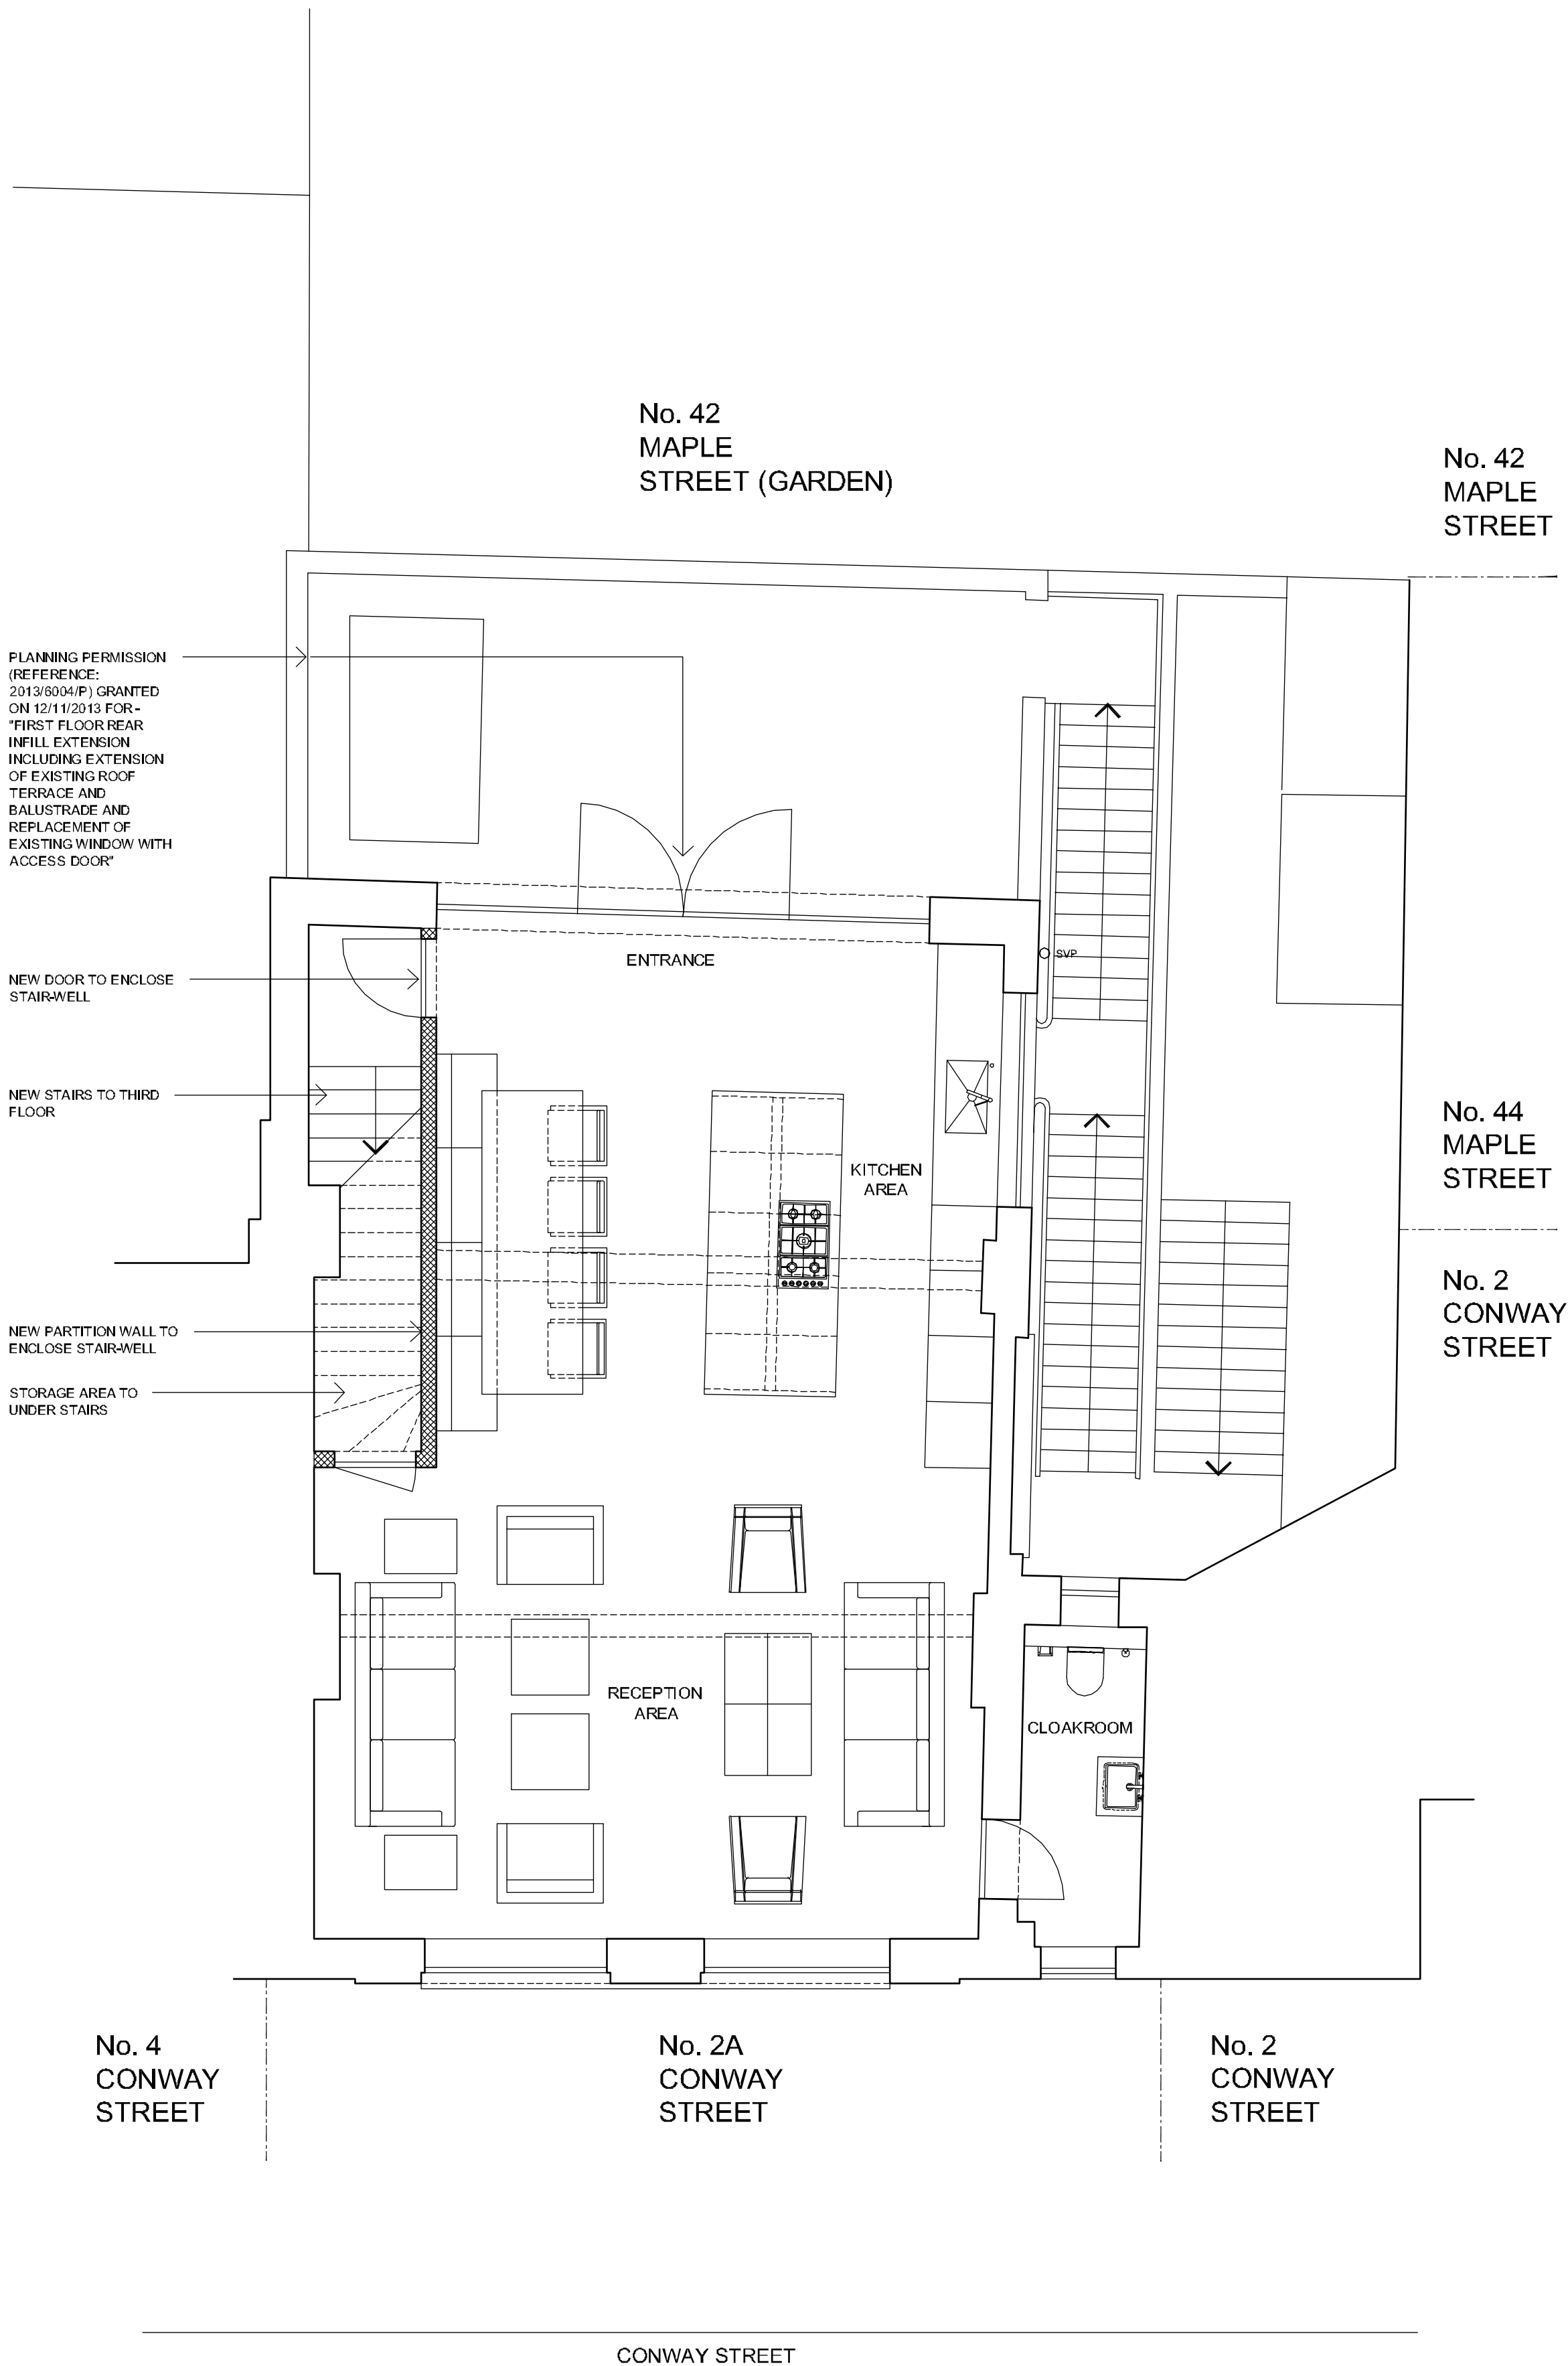 No. 42
MAPLE
STREET (GARDEN)
No. 42
MAPLE
STREET
PLANNING PERMISSION
(REFERENCE:
2013/6004/P) GRANTED
ON 12/11/2013 FOR -
"FIRST FLOOR REAR
INFILL EXTENSION
INCLUDING EXTENSION
OF EXISTING ROOF
TERRACE AND
BALUSTRADE AND
REPLACEMENT OF
EXISTING WINDOW WITH
ACCESS DOOR"
ENTRANCE
SVP
NEW DOOR TO ENCLOSE
STAIR-WELL
NEW STAIRS TO THIRD
FLOOR
KITCHEN
AREA
No. 44
MAPLE
STREET
No. 2
CONWAY
STREET
NEW PARTITION WALL TO
ENCLOSE STAIR-WELL
STORAGE AREA TO
UNDER STAIRS
RECEPTION
AREA
CLOAKROOM
No. 4
CONWAY
STREET
No. 2A
CONWAY
STREET
No. 2
CONWAY
STREET
CONWAY STREET